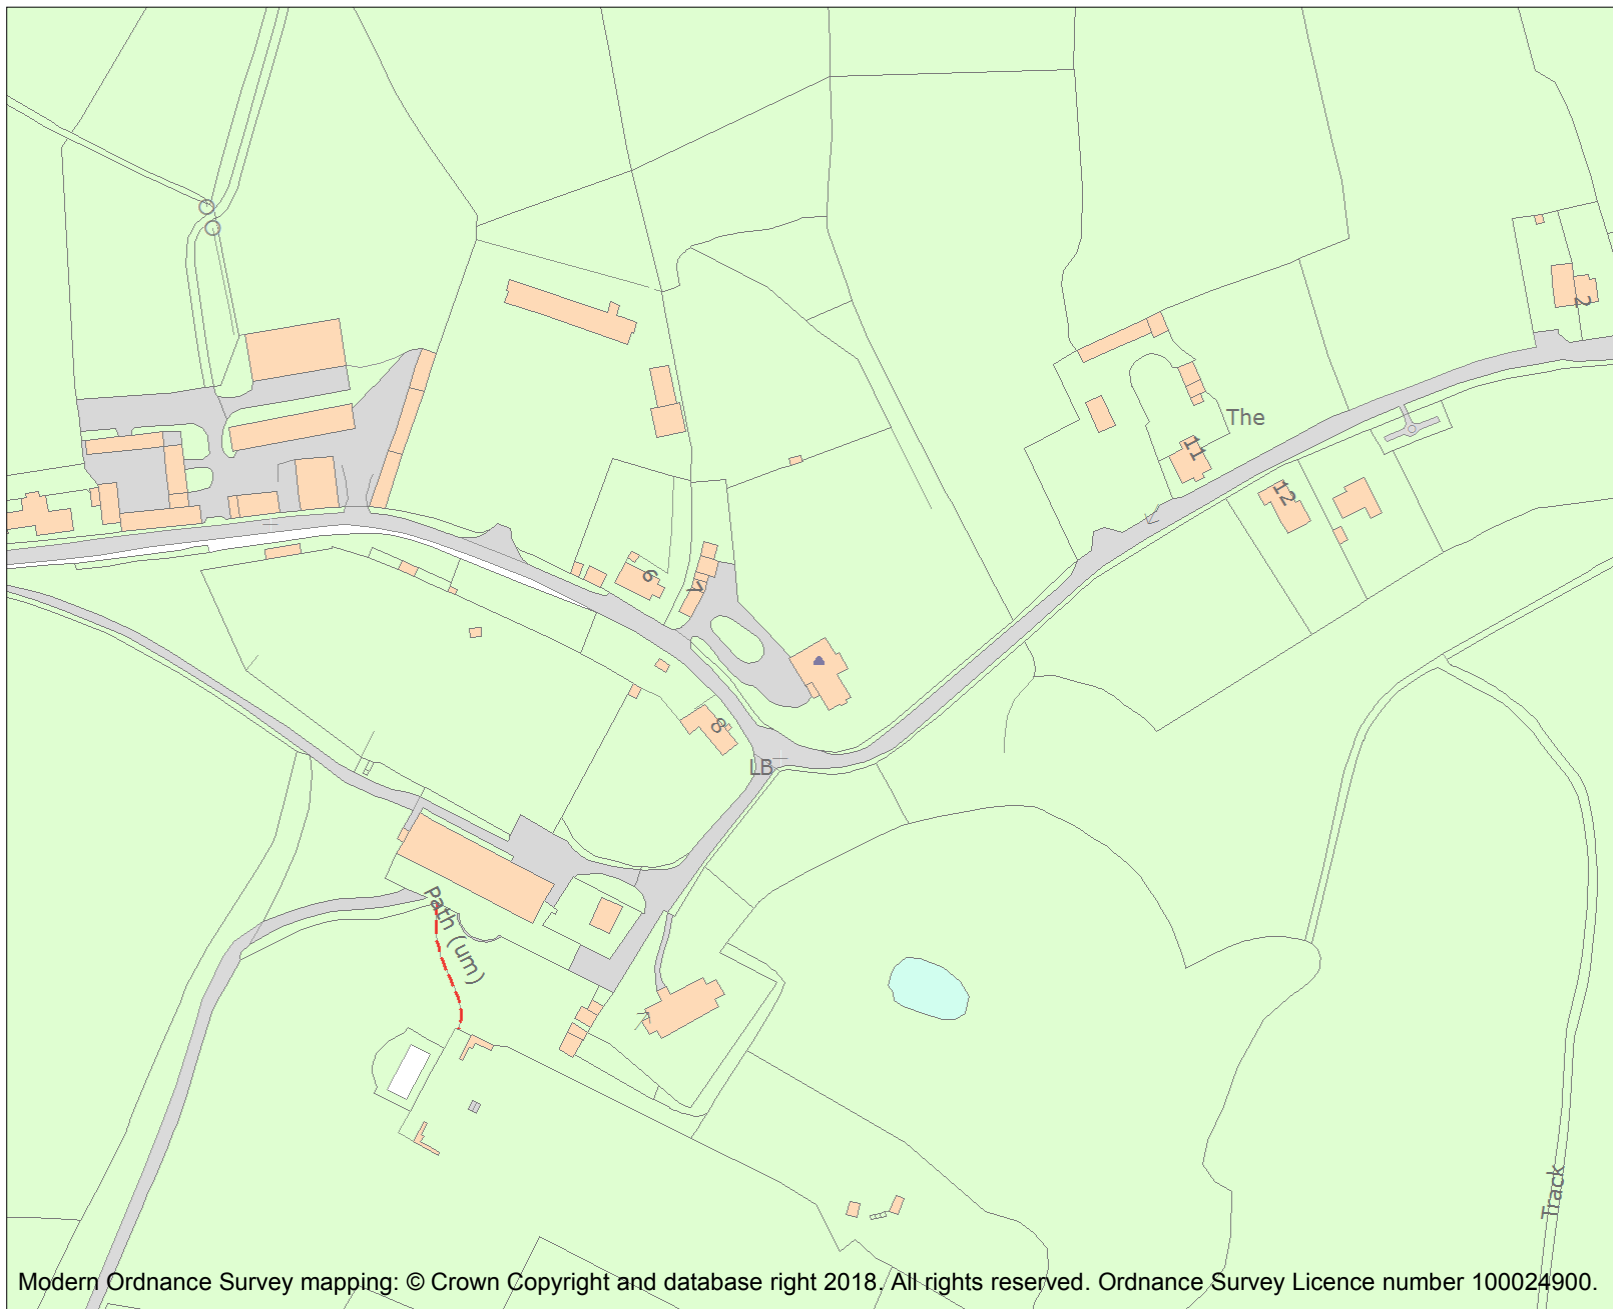 2
The
11
12
6
7
8
LB
Path (um)
Track
Modern Ordnance Survey mapping: © Crown Copyright and database right 2018. All rights reserved. Ordnance Survey Licence number 100024900.